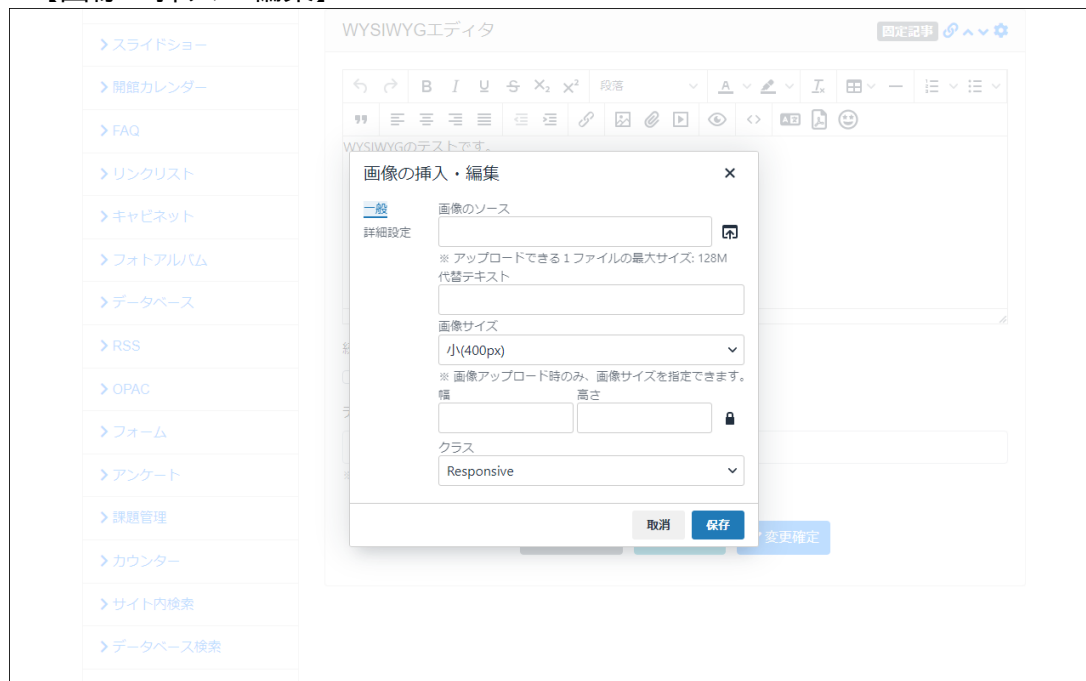 WYSIWYGエディタ
固定記事
スライドショー
開館カレンダー
FAQ
リンクリスト
キャビネット
フォトアルバム
データベース
RSS
OPAC
フォーム
アンケート
課題管理
カウンター
サイト内検索
データベース検索
B I U S X₂ X² 段落 A
WYSIWYGのテストです。
画像の挿入・編集
一般
詳細設定
画像のソース
※ アップロードできる1ファイルの最大サイズ: 128M
代替テキスト
画像サイズ
小(400px)
※ 画像アップロード時のみ、画像サイズを指定できます。
幅 高さ
クラス
Responsive
取消 保存
変更確定